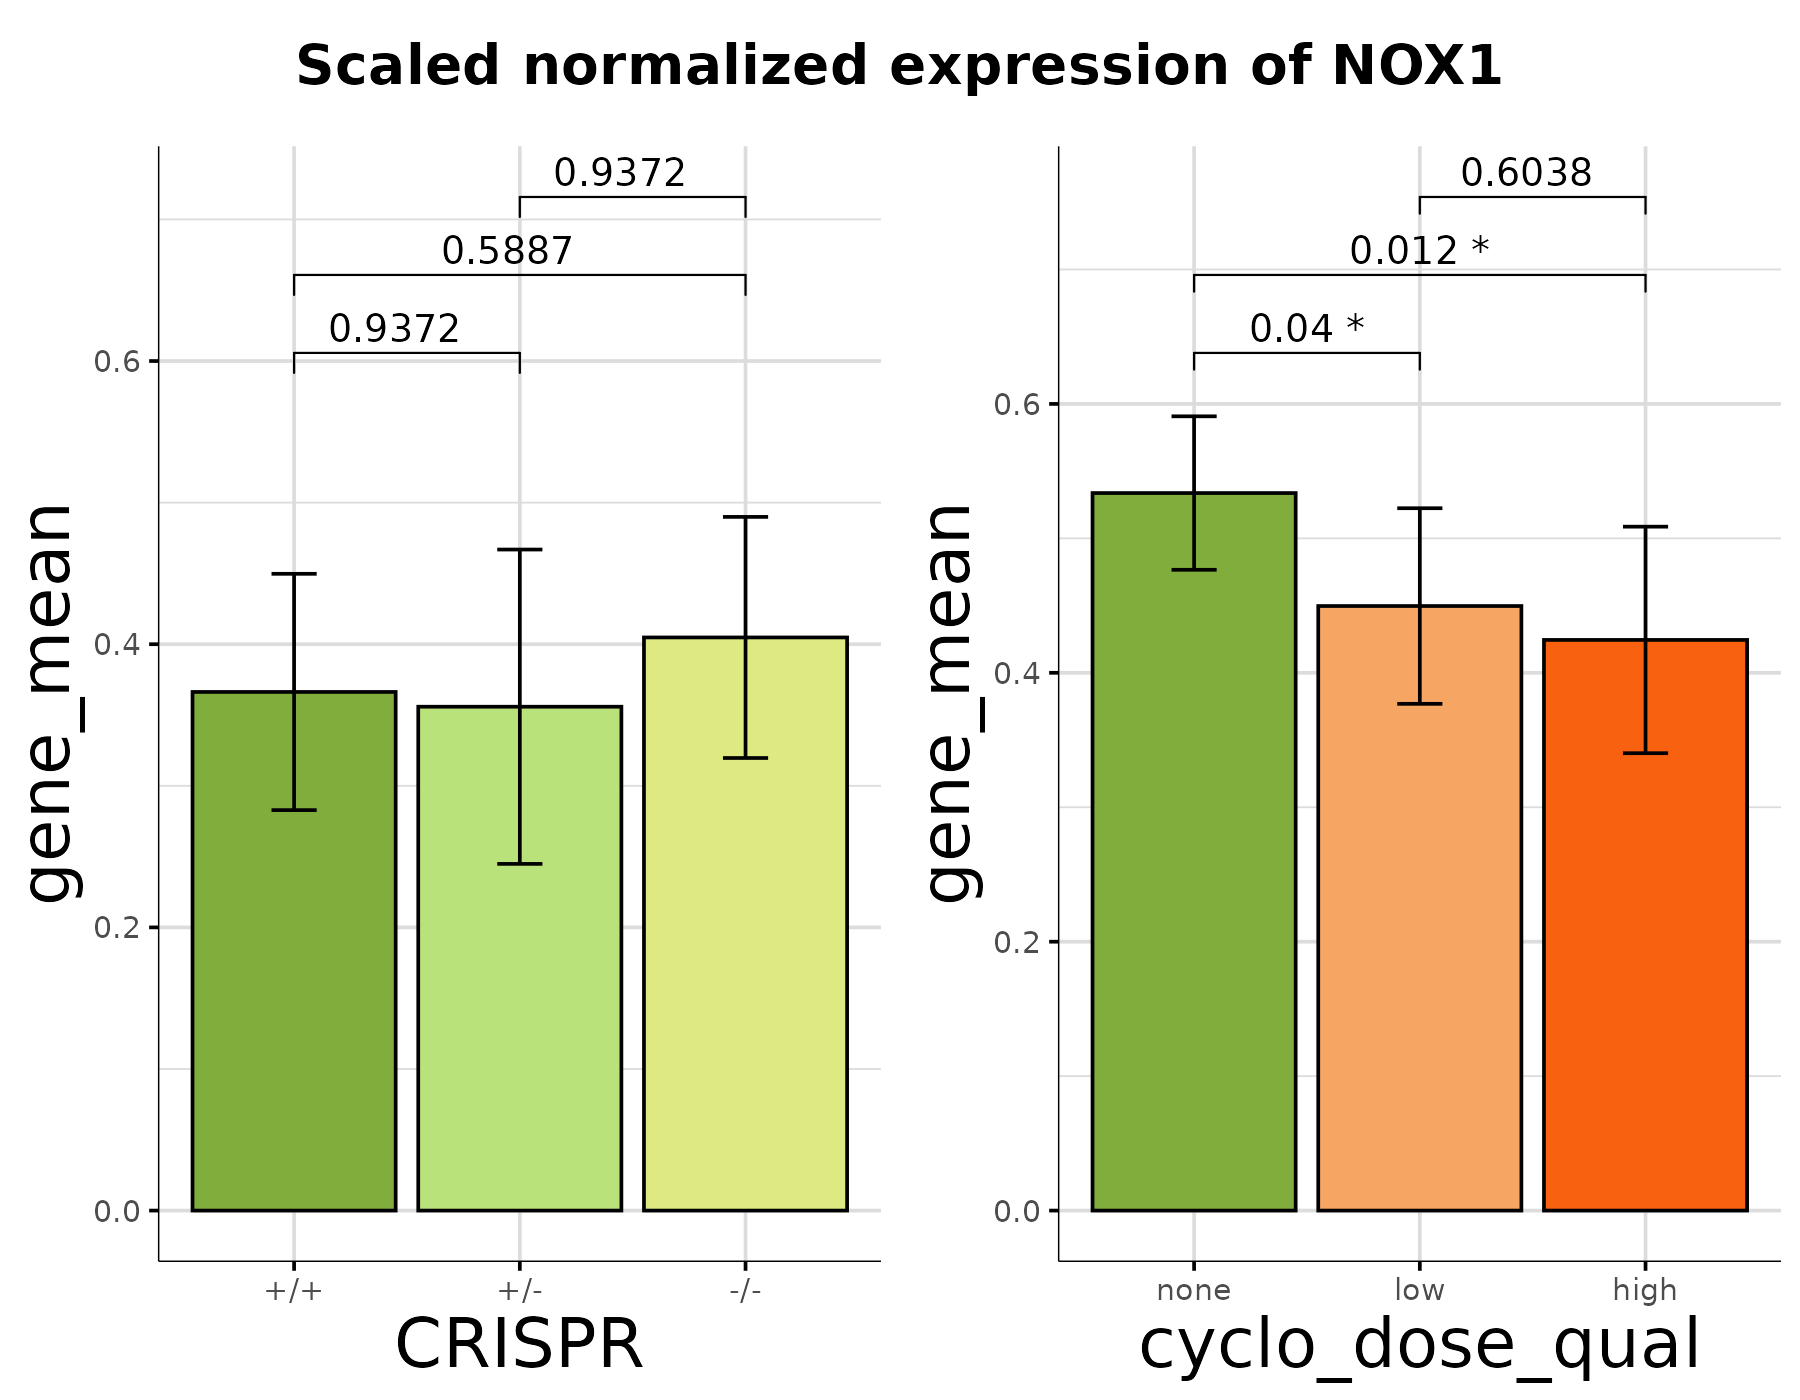 Scaled normalized expression of NOX1
gene_mean
0.9372
0.5887
0.9372
0.6
0.4
0.2
0.0
+/+ +/- -/-
CRISPR
gene_mean
0.6038
0.012 *
0.04 *
0.6
0.4
0.2
0.0
none low high
cyclo_dose_qual